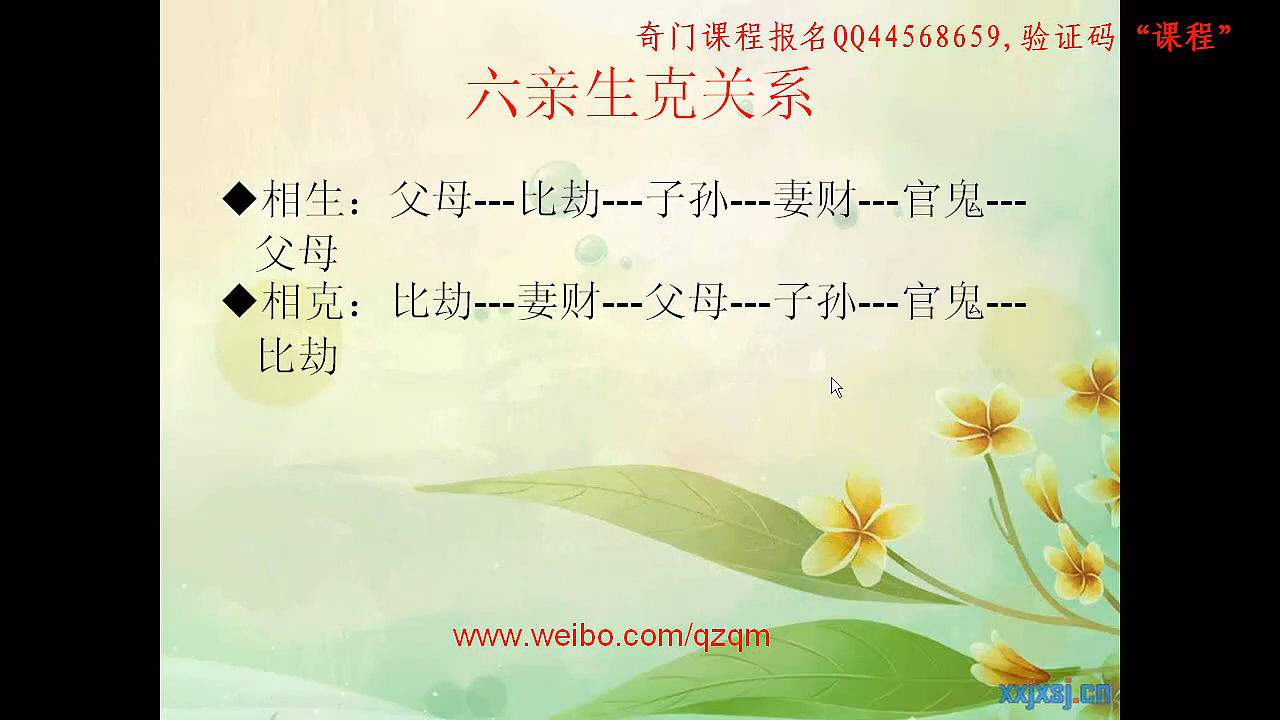 奇门课程报名QQ44568659,验证码“课程”
六亲生克关系
◆相生：父母---比劫---子孙---妻财---官鬼---
父母
◆相克：比劫---妻财---父母---子孙---官鬼---
比劫
www.weibo.com/qzqm
xxjxsj.cn